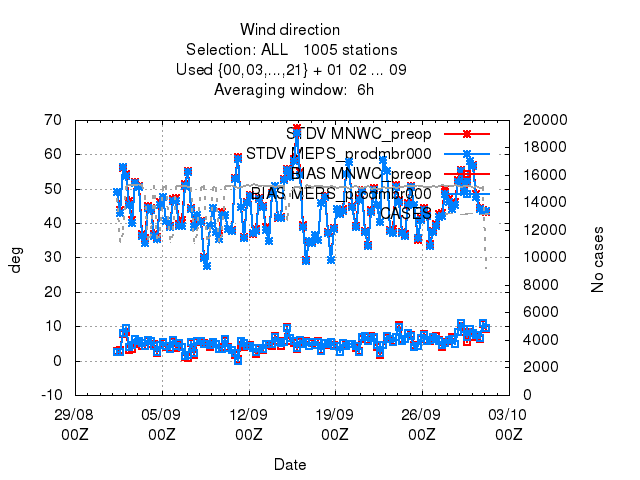 Wind direction
Selection: ALL   1005 stations
Used {00,03,...,21} + 01 02 ... 09
Averaging window:  6h
STDV MNWC_preop
STDV MEPS_prodmbr000
BIAS MNWC_preop
BIAS MEPS_prodmbr000
CASES
deg
70
60
50
40
30
20
10
0
-10
No cases
20000
18000
16000
14000
12000
10000
8000
6000
4000
2000
0
29/08 05/09 12/09 19/09 26/09 03/10
00Z 00Z 00Z 00Z 00Z 00Z
Date